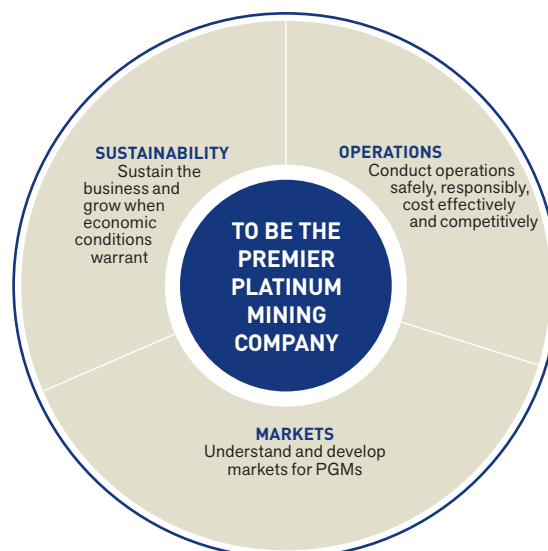 SUSTAINABILITY
Sustain the
business and
grow when
economic
conditions
warrant
OPERATIONS
Conduct operations
safely, responsibly,
cost effectively
and competitively
TO BE THE
PREMIER
PLATINUM
MINING
COMPANY
MARKETS
Understand and develop
markets for PGMs